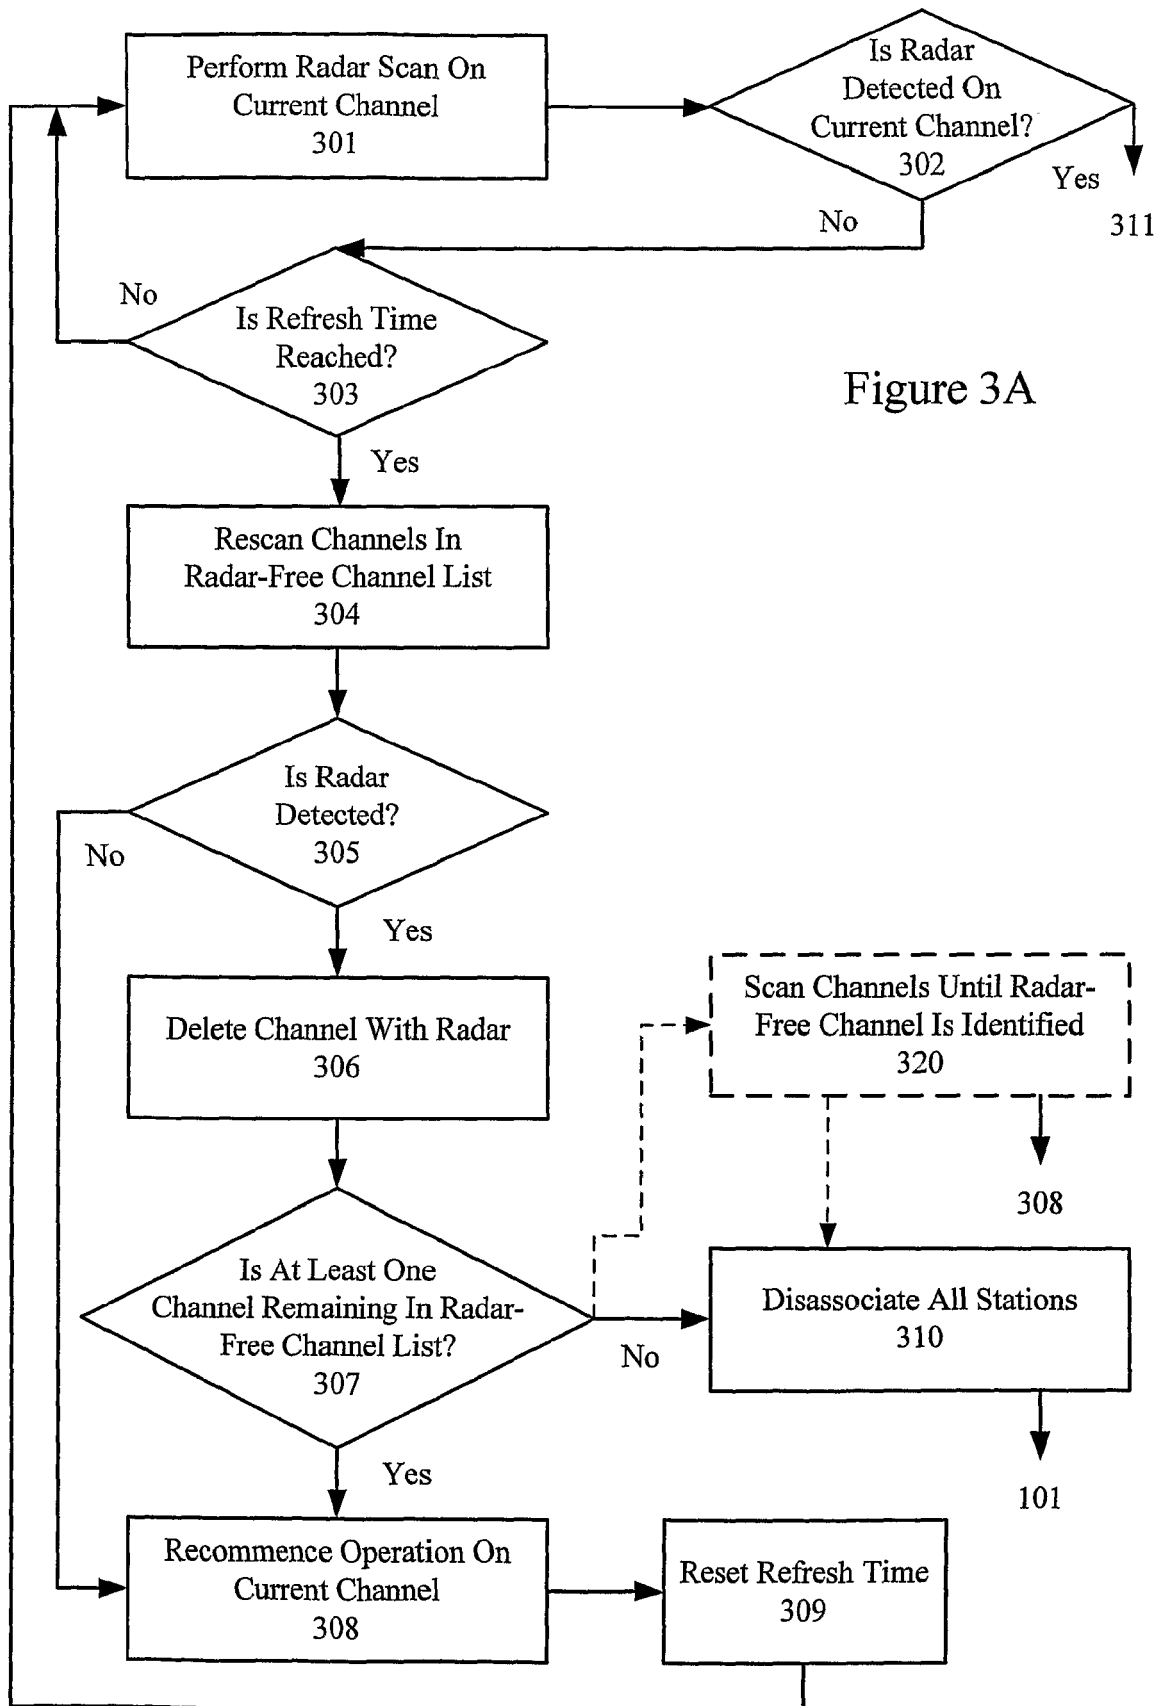 Perform Radar Scan On
Current Channel
301
Is Radar
Detected On
Current Channel?
302
Yes
311
No
No
Is Refresh Time
Reached?
303
Figure 3A
Yes
Rescan Channels In
Radar-Free Channel List
304
Is Radar
Detected?
305
No
Yes
Delete Channel With Radar
306
Scan Channels Until Radar-
Free Channel Is Identified
320
308
Is At Least One
Channel Remaining In Radar-
Free Channel List?
307
No
Disassociate All Stations
310
101
Yes
Recommence Operation On
Current Channel
308
Reset Refresh Time
309